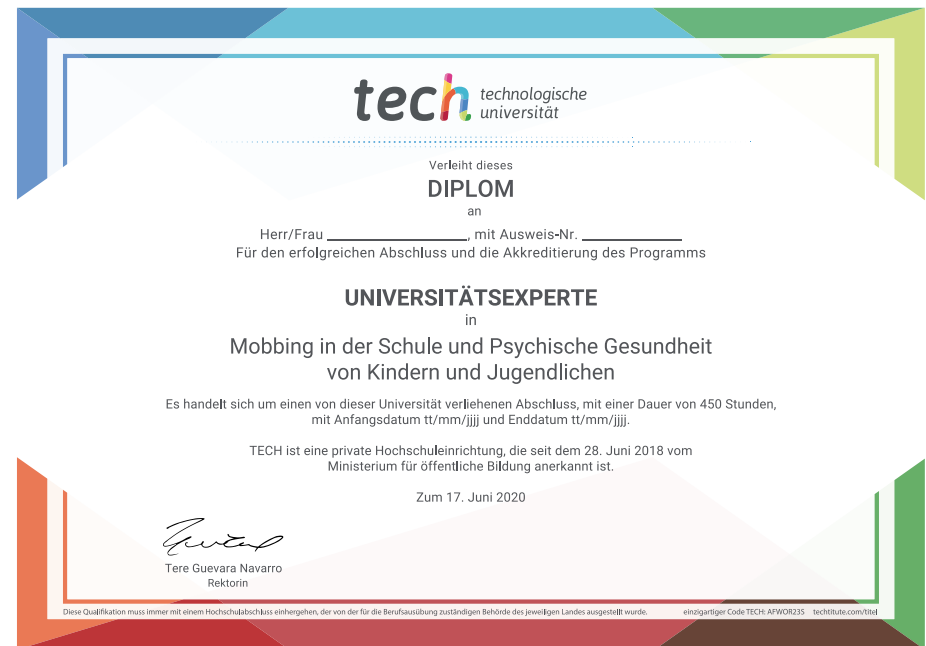 tech technologische
universität
Verleiht dieses
DIPLOM
an
Herr/Frau ____________, mit Ausweis-Nr. ____________
Für den erfolgreichen Abschluss und die Akkreditierung des Programms
UNIVERSITÄTSEXPERTE
in
Mobbing in der Schule und Psychische Gesundheit
von Kindern und Jugendlichen
Es handelt sich um einen von dieser Universität verliehenen Abschluss, mit einer Dauer von 450 Stunden,
mit Anfangsdatum tt/mm/jjjj und Enddatum tt/mm/jjjj.
TECH ist eine private Hochschuleinrichtung, die seit dem 28. Juni 2018 vom
Ministerium für öffentliche Bildung anerkannt ist.
Zum 17. Juni 2020
Tere Guevara Navarro
Rektorin
Diese Qualifikation muss immer mit einem Hochschulabschluss einhergehen, der von der für die Berufsausübung zuständigen Behörde des jeweiligen Landes ausgestellt wurde. einzigartiger Code TECH: AFWOR23S techtitute.com/titel